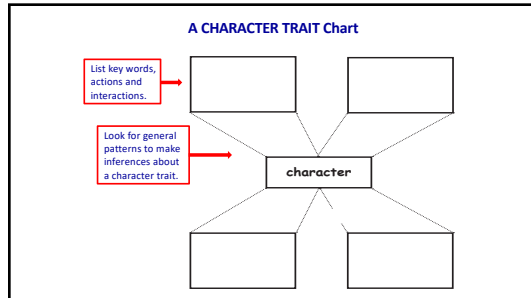 A CHARACTER TRAIT Chart
List key words,
actions and
interactions.
Look for general
patterns to make
inferences about
a character trait.
character